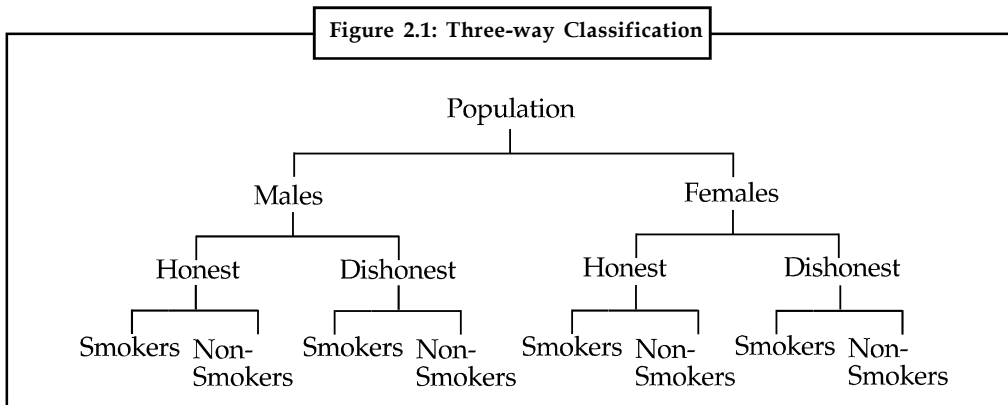 Figure 2.1: Three-way Classification
Population
Males Females
Honest Dishonest Honest Dishonest
Smokers Non- Smokers Non- Smokers Non- Smokers Non-
Smokers Smokers Smokers Smokers